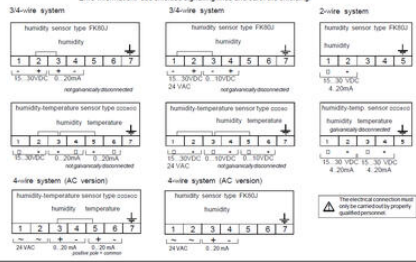 3/4-wire system
humidity sensor type FK80J
humidity
1 2 3 4 5 6 7
- + + -
15...30VDC 0...20mA
not galvanically disconnected
3/4-wire system
humidity sensor type FK80J
humidity
1 2 3 4 5 6 7
15...30VDC 0...10VDC
24 VAC
not galvanically disconnected
2-wire system
humidity sensor type FK80J
humidity
1 2 3 4 5
15...30 VDC
4..20mA
humidity-temperature sensor type
humidity temperature
1 2 3 4 5 6 7
15...30VDC 0...20mA 0...20mA
not galvanically disconnected
humidity-temperature sensor type
humidity temperature
1 2 3 4 5 6 7
15...30VDC 0...10VDC 0...10VDC
24 VAC
not galvanically disconnected
humidity-temp. sensor
humidity temperature
galvanically disconnected
1 2 3 4 5
15...30 VDC 15...30 VDC
4..20mA 4..20mA
4-wire system (AC version)
humidity-temperature sensor type
humidity temperature
1 2 3 4 5 6 7
~ ~ + - + -
24VAC 0...20 mA 0...20 mA
positive pole = common
4-wire system (AC version)
humidity sensor type FK80J
humidity
1 2 3 4 5 6 7
~ ~ + -
24 VAC 0...20 mA
The electrical connection must
only be carried out by properly
qualified personnel.